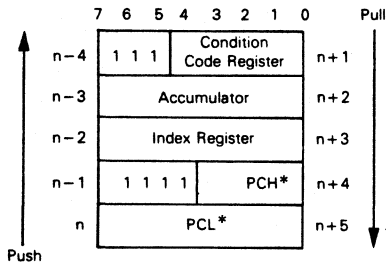 7 6 5 4 3 2 1 0 Pull
n-4 1 1 1 Condition Code Register n+1
n-3 Accumulator n+2
n-2 Index Register n+3
n-1 1 1 1 1 PCH* n+4
n PCL* n+5
Push